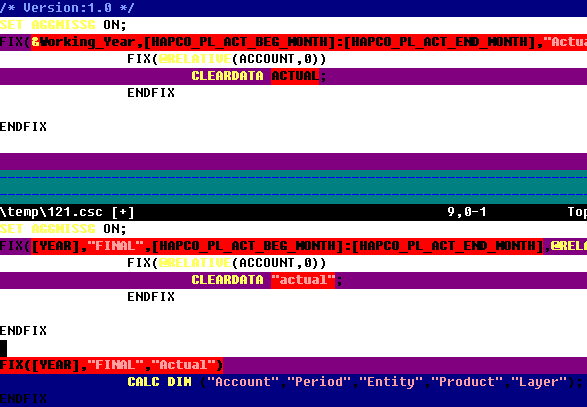 /* Version:1.0 */
SET AGGMISSG ON;
FIX(&Working_Year,[HAPCO_PL_ACT_BEG_MONTH]:[HAPCO_PL_ACT_END_MONTH],"Actua
FIX(@RELATIVE(ACCOUNT,0))
CLEARDATA ACTUAL;
ENDFIX
ENDFIX
\temp\121.csc [+] 9,0-1 Top
SET AGGMISSG ON;
FIX([YEAR],"FINAL",[HAPCO_PL_ACT_BEG_MONTH]:[HAPCO_PL_ACT_END_MONTH],@RELA
FIX(@RELATIVE(ACCOUNT,0))
CLEARDATA "actual";
ENDFIX
ENDFIX
FIX([YEAR],"FINAL","Actual")
CALC DIM ("Account","Period","Entity","Product","Layer");
ENDFIX